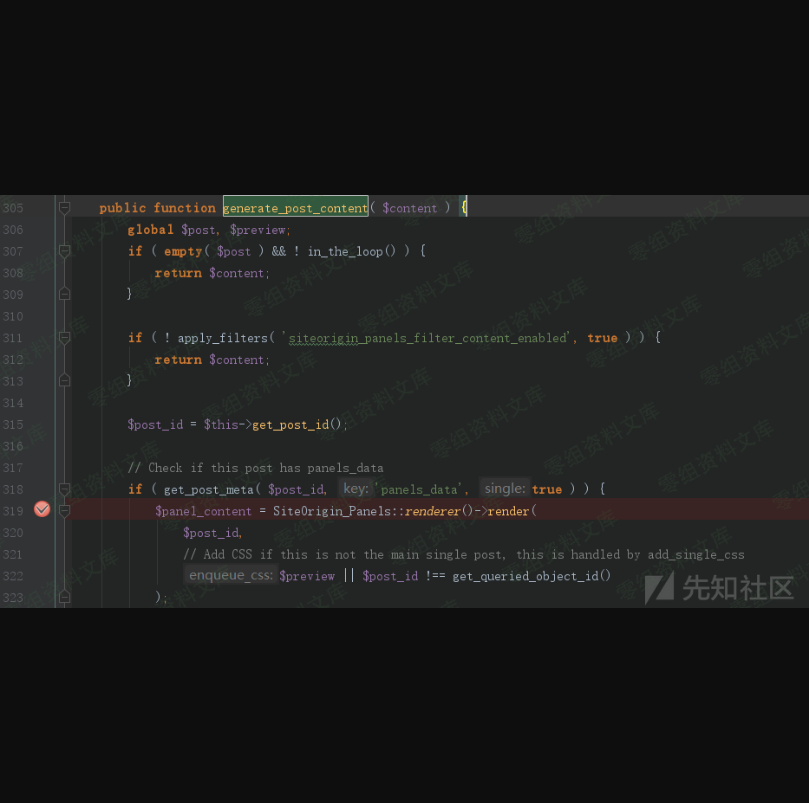 305 public function generate_post_content( $content ) {
306 global $post, $preview;
307 if ( empty( $post ) && ! in_the_loop() ) {
308 return $content;
309 }
310
311 if ( ! apply_filters( 'siteorigin_panels_filter_content_enabled', true ) ) {
312 return $content;
313 }
314
315 $post_id = $this->get_post_id();
316
317 // Check if this post has panels_data
318 if ( get_post_meta( $post_id, key: 'panels_data', single: true ) ) {
319 $panel_content = SiteOrigin_Panels::renderer()->render(
320 $post_id,
321 // Add CSS if this is not the main single post, this is handled by add_single_css
322 enqueue_css: $preview || $post_id !== get_queried_object_id()
323 );
先知社区
零组资料文库